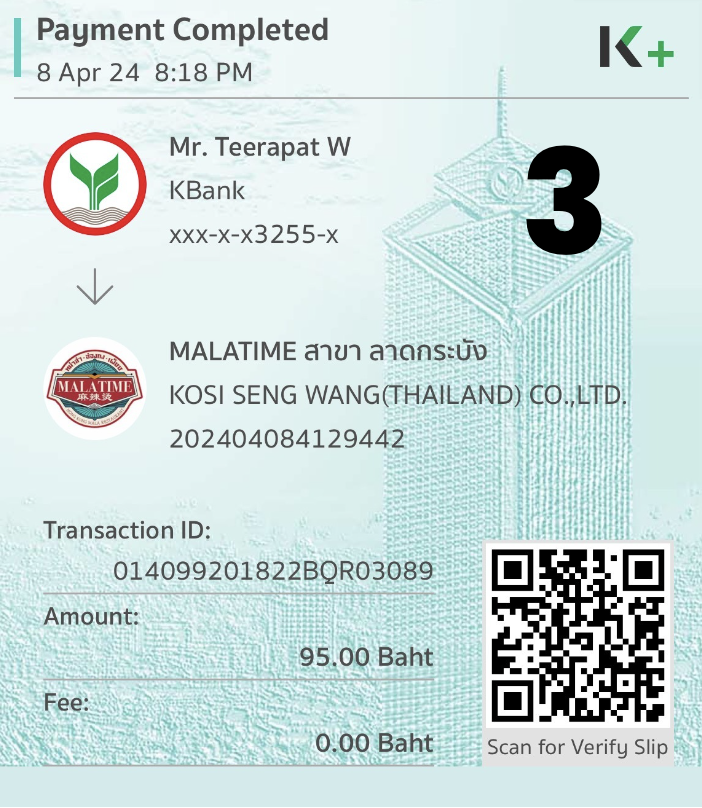 Payment Completed
8 Apr 24 8:18 PM
K+
Mr. Teerapat W
KBank
xxx-x-x3255-x
3
MALATIME สาขา ลาดกระบัง
KOSI SENG WANG(THAILAND) CO.,LTD.
202404084129442
MALATIME
麻辣烫
Transaction ID:
014099201822BQR03089
Amount:
95.00 Baht
Fee:
0.00 Baht
Scan for Verify Slip